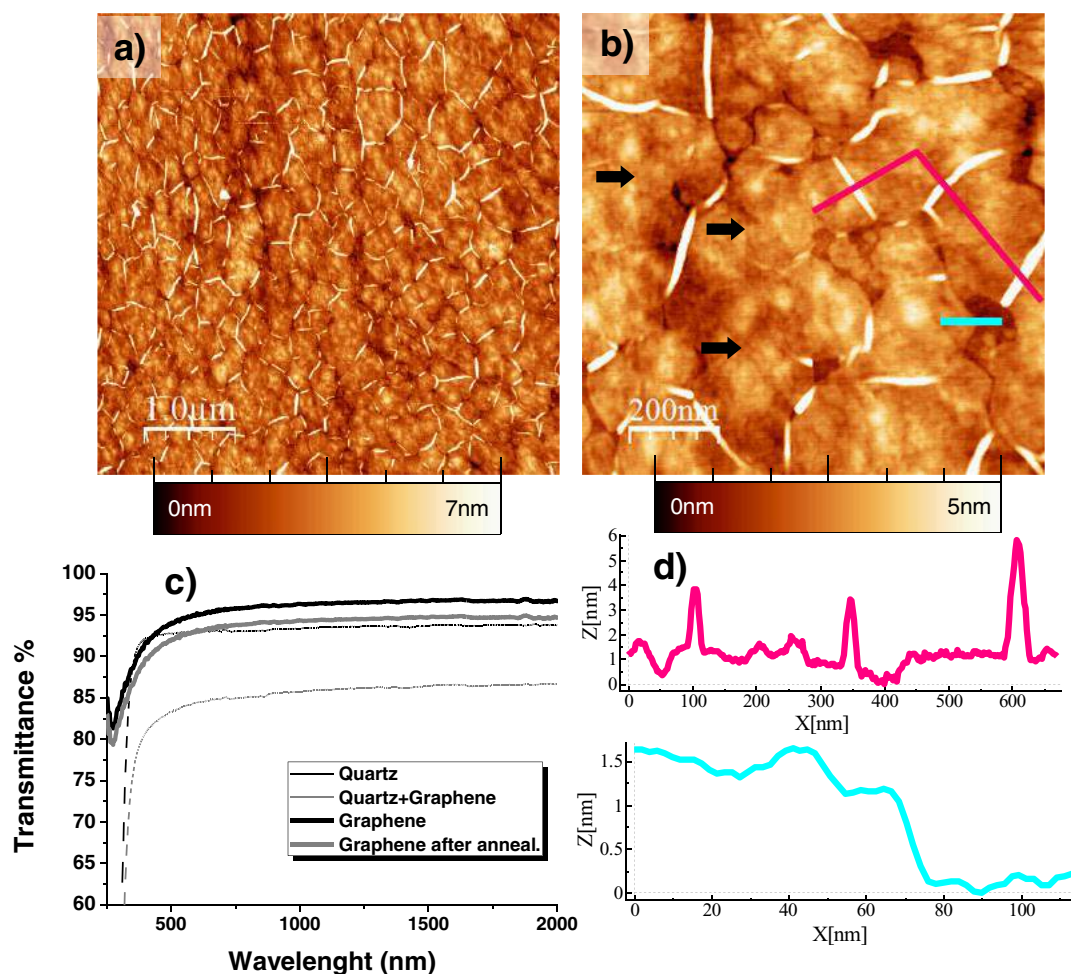 a)
1.0µm
0nm 7nm
b)
200nm
0nm 5nm
c)
100
95
90
85
80
75
70
65
60
Transmittance %
500 1000 1500 2000
Wavelenght (nm)
Quartz
Quartz+Graphene
Graphene
Graphene after anneal.
d)
6
5
4
3
2
1
0
Z[nm]
0 100 200 300 400 500 600
X[nm]
1.5
1
0.5
0
Z[nm]
0 20 40 60 80 100
X[nm]